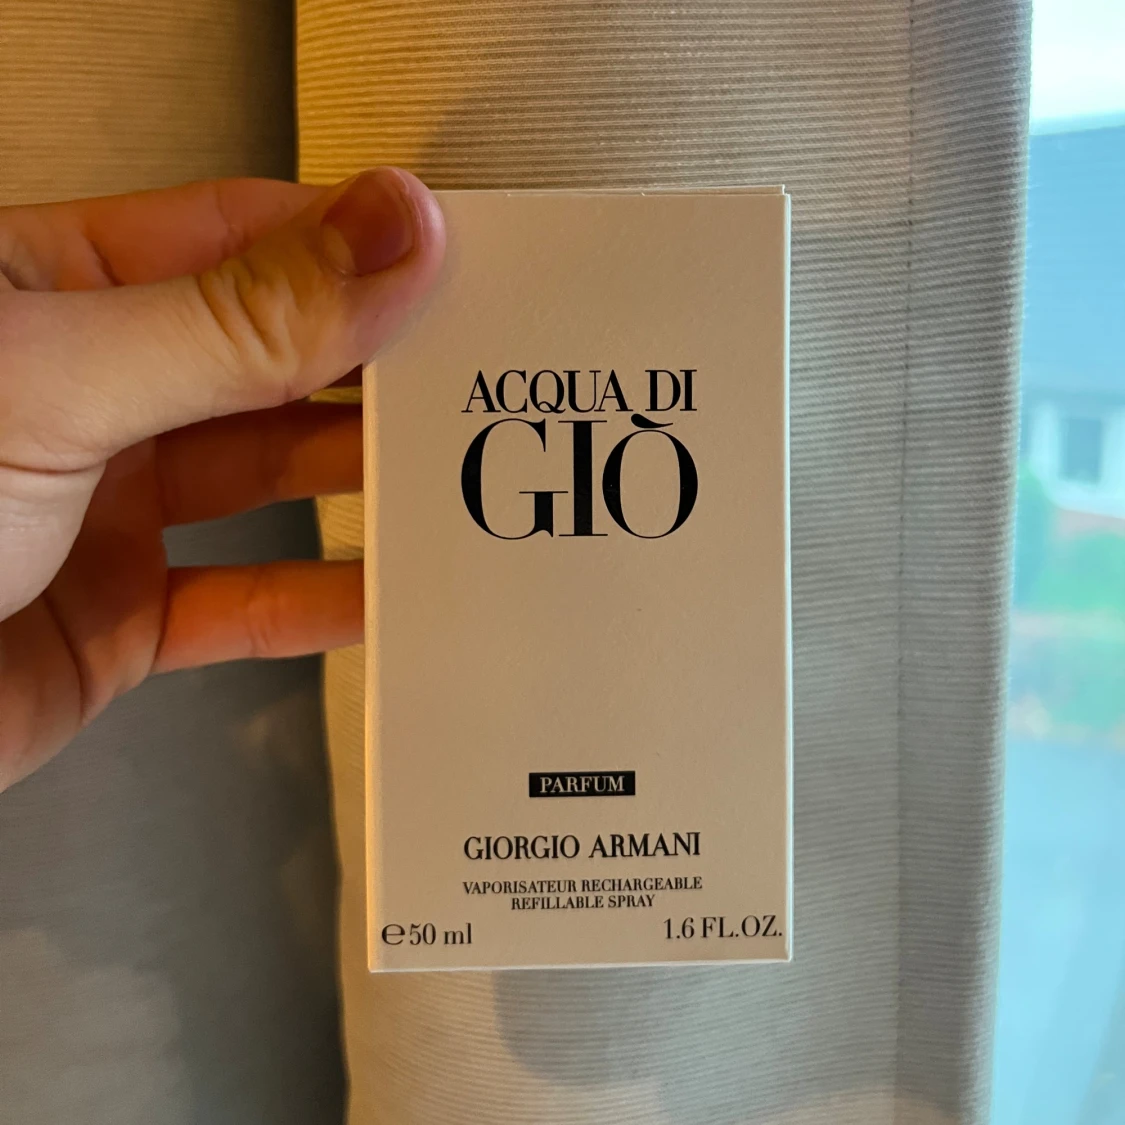 ACQUA DI
GIÒ
PARFUM
GIORGIO ARMANI
VAPORISATEUR RECHARGEABLE
REFILLABLE SPRAY
℮50 ml 1.6 FL.OZ.